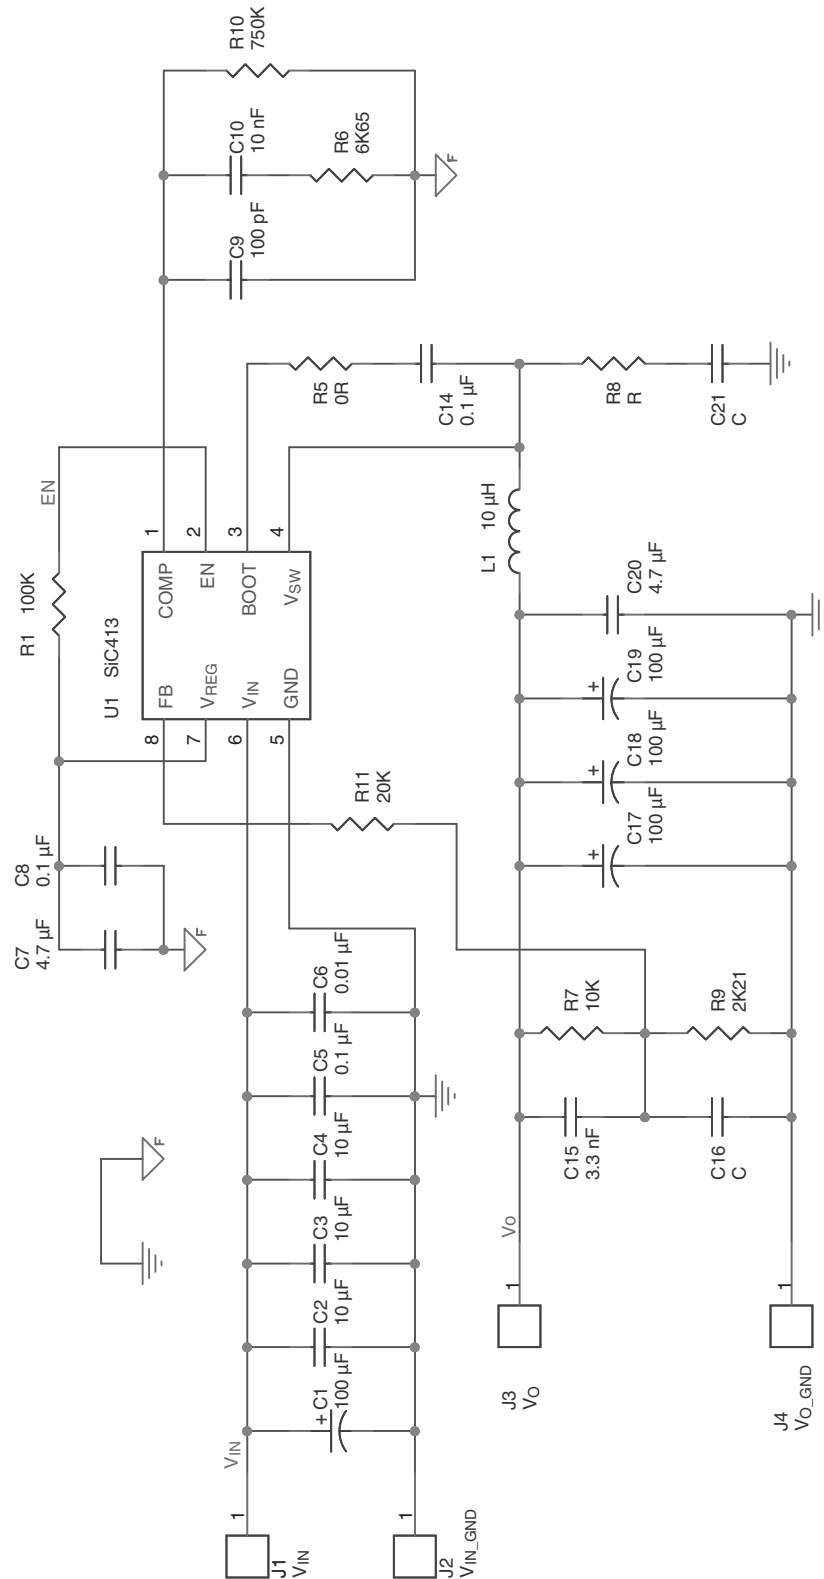 R10
750K
C10
10 nF
R6
6K65
F
C9
100 pF
R5
0R
C14
0.1 µF
R8
R
C21
C
EN
R1 100K
U1 SiC413
1
2
3
4
COMP
EN
BOOT
VSW
FB
VREG
VIN
GND
8
7
6
5
L1 10 µH
C20
4.7 µF
C19
100 µF
+
C18
100 µF
+
C17
100 µF
+
R11
20K
C8
0.1 µF
C7
4.7 µF
F
C6
0.01 µF
C5
0.1 µF
C4
10 µF
C3
10 µF
C2
10 µF
+
C1
100 µF
F
R7
10K
R9
2K21
C15
3.3 nF
C16
C
VO
1
J3
VO
1
J4
VO_GND
VIN
1
J1
VIN
1
J2
VIN_GND